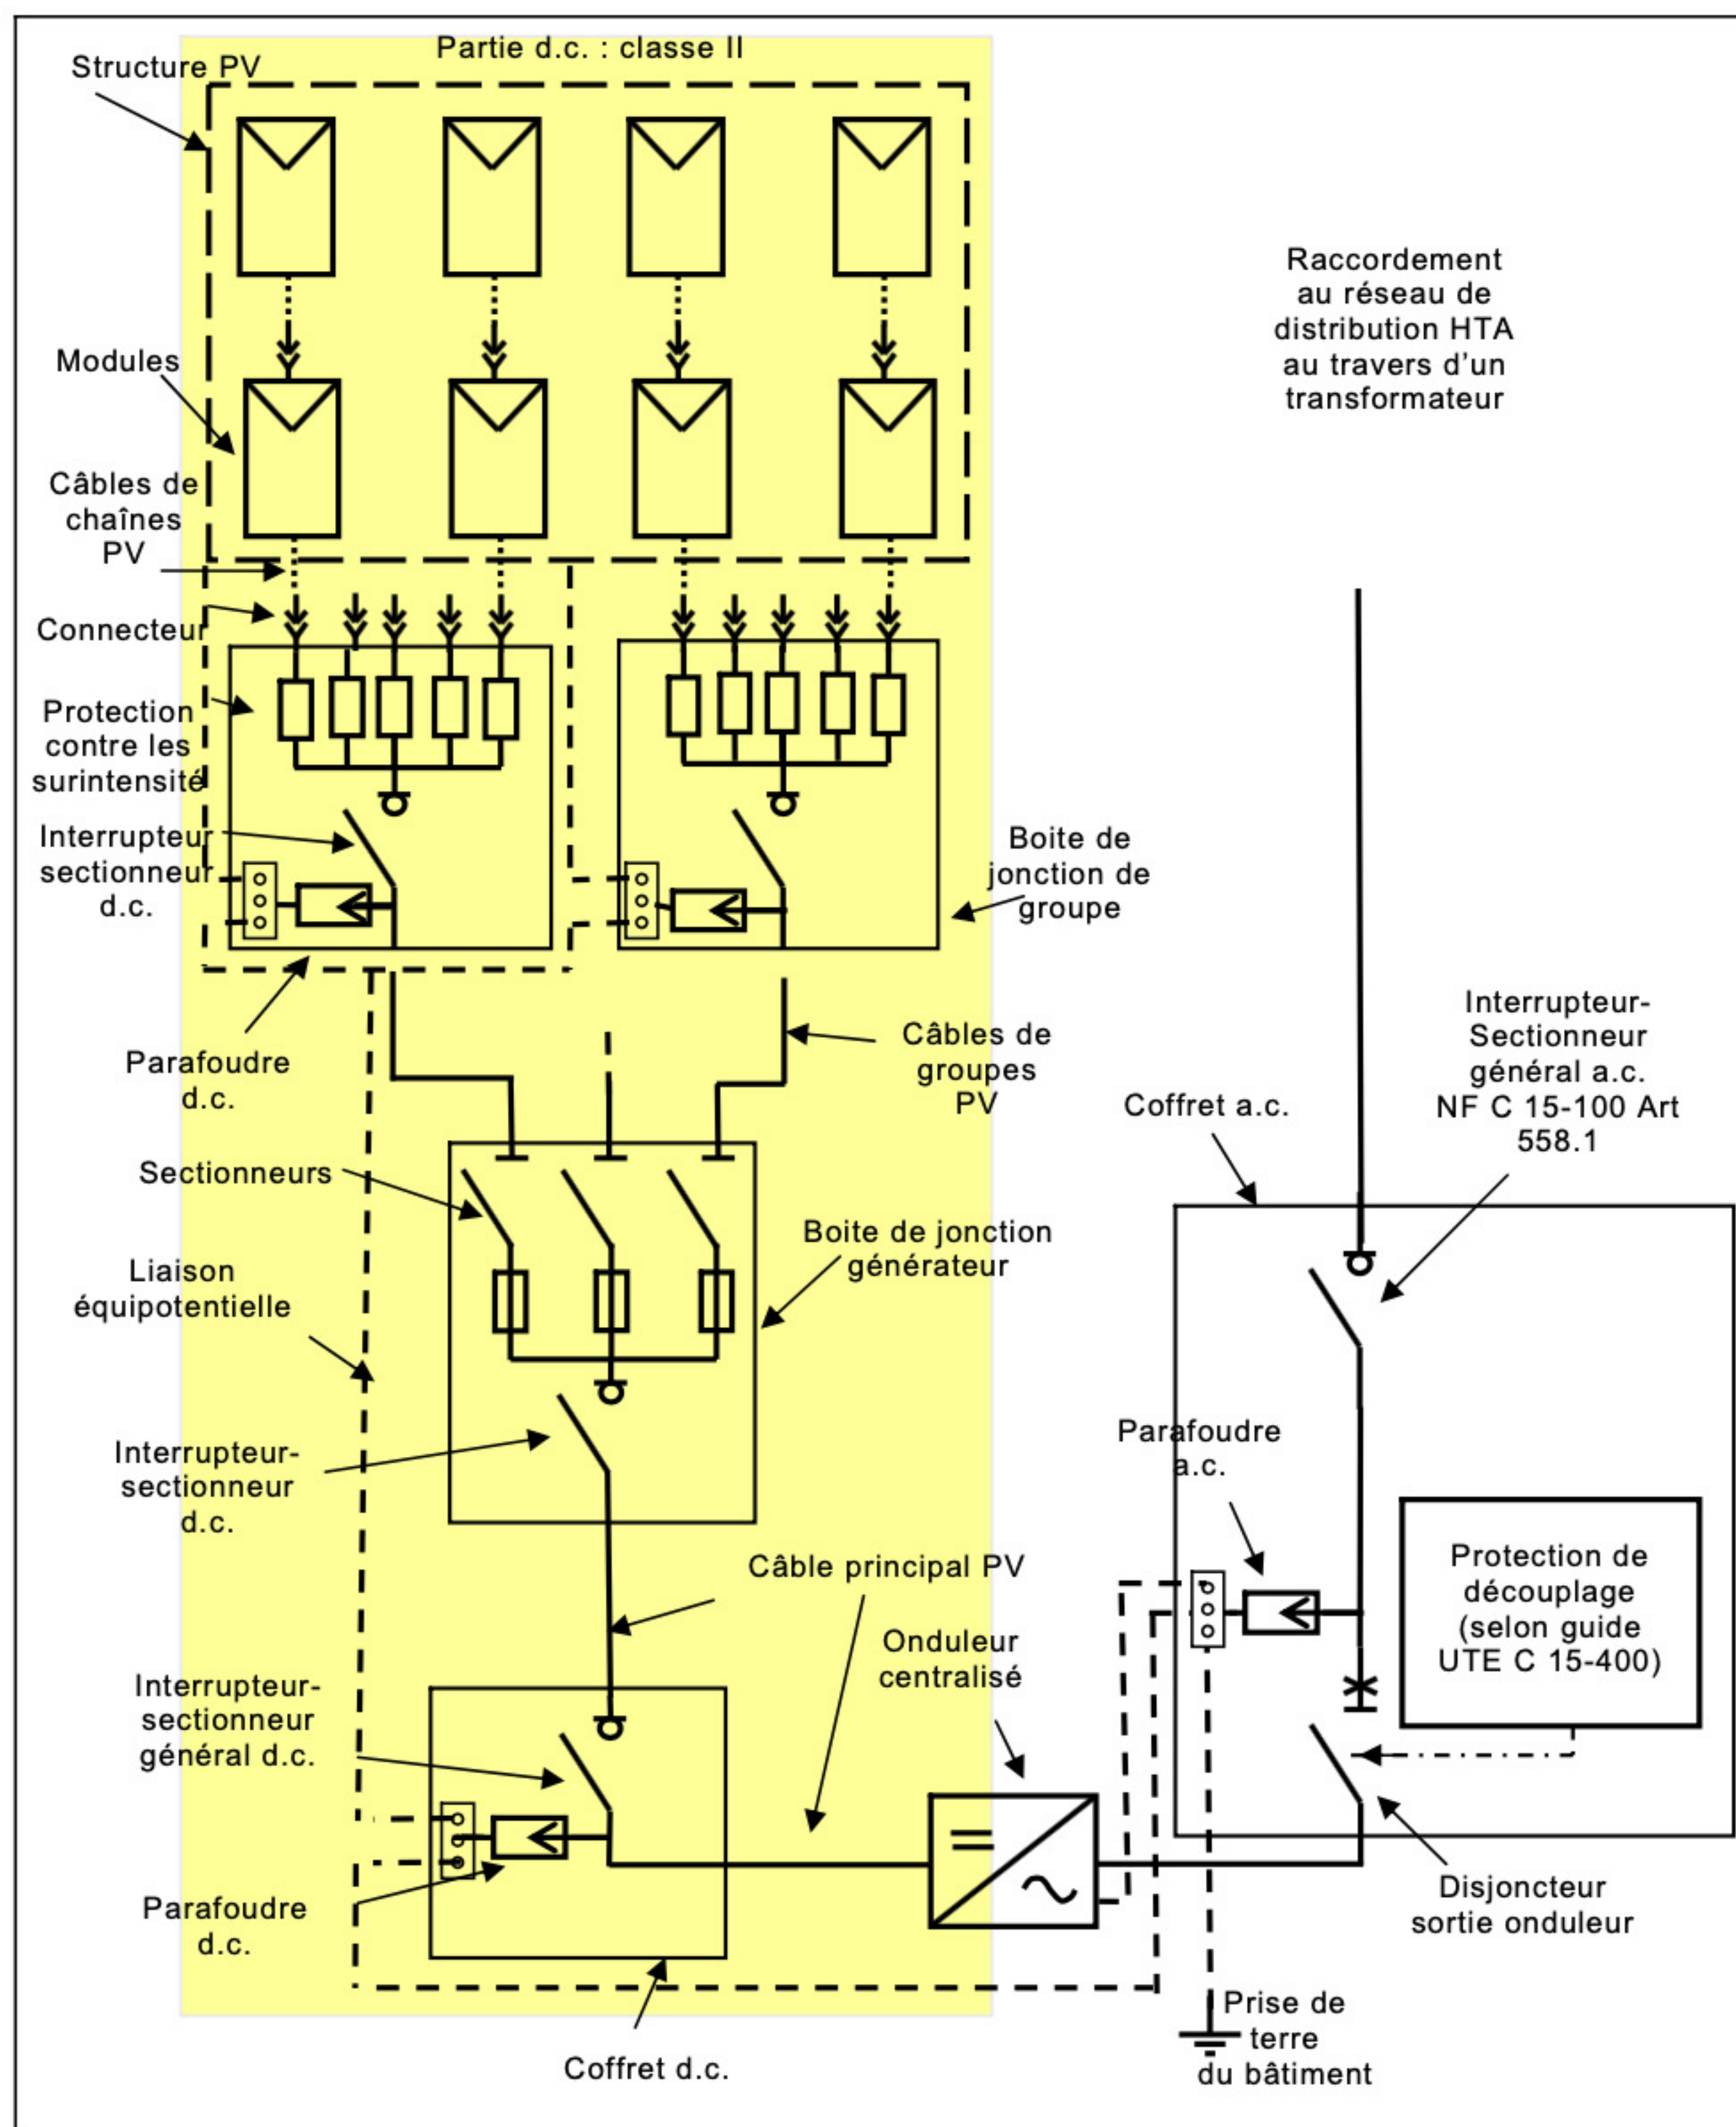 Partie d.c. : classe II
Structure PV
Raccordement
au réseau de
distribution HTA
au travers d'un
transformateur
Modules
Câbles de
chaînes
PV
Connecteur
Protection
contre les
surintensité
Interrupteur
sectionneur
d.c.
Boite de
jonction de
groupe
Parafoudre
d.c.
Câbles de
groupes
PV
Interrupteur-
Sectionneur
général a.c.
NF C 15-100 Art
558.1
Coffret a.c.
Sectionneurs
Boite de jonction
générateur
Liaison
équipotentielle
Interrupteur-
sectionneur
d.c.
Parafoudre
a.c.
Protection de
découplage
(selon guide
UTE C 15-400)
Câble principal PV
Onduleur
centralisé
Interrupteur-
sectionneur
général d.c.
Parafoudre
d.c.
Disjoncteur
sortie onduleur
Prise de
terre
du bâtiment
Coffret d.c.